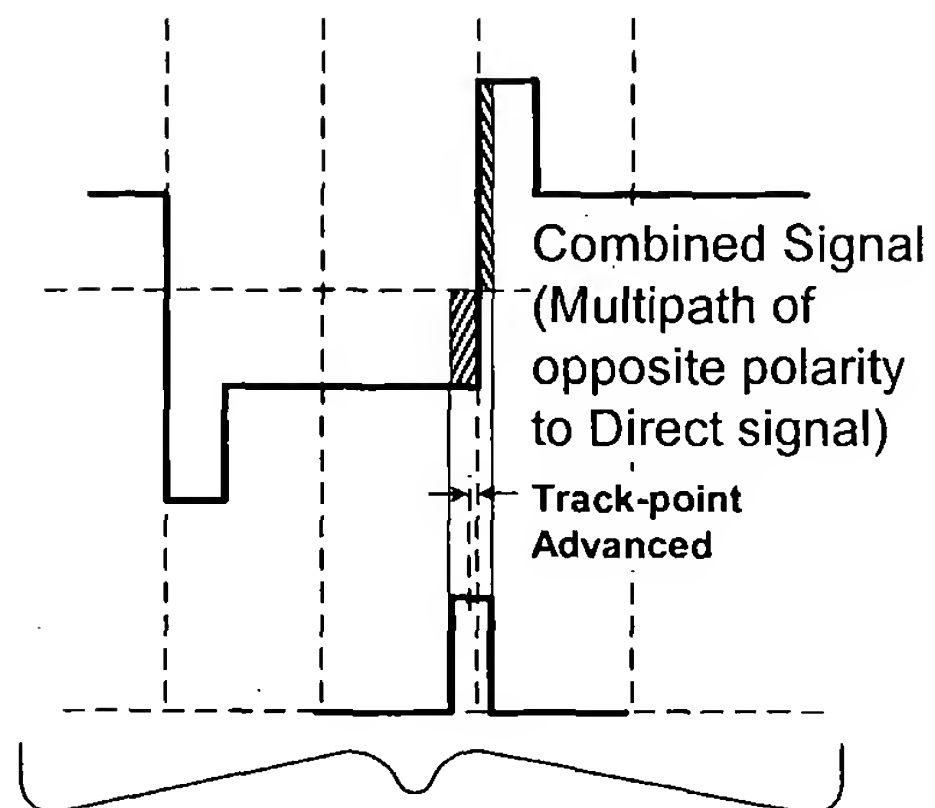 Combined Signal
(Multipath of
opposite polarity
to Direct signal)
Track-point
Advanced